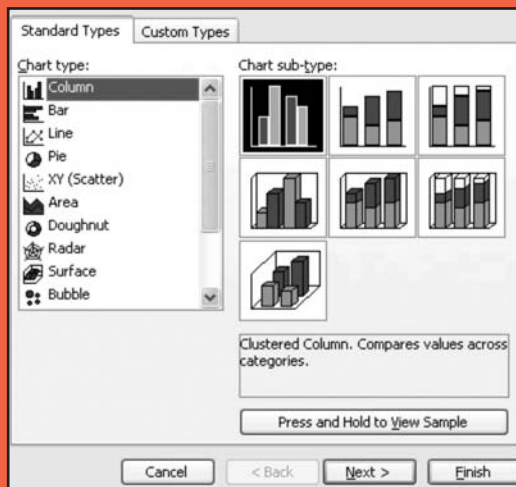 Standard Types
Custom Types
Chart type:
Column
Bar
Line
Pie
XY (Scatter)
Area
Doughnut
Radar
Surface
Bubble
Chart sub-type:
Clustered Column. Compares values across
categories.
Press and Hold to View Sample
Cancel
< Back
Next >
Finish